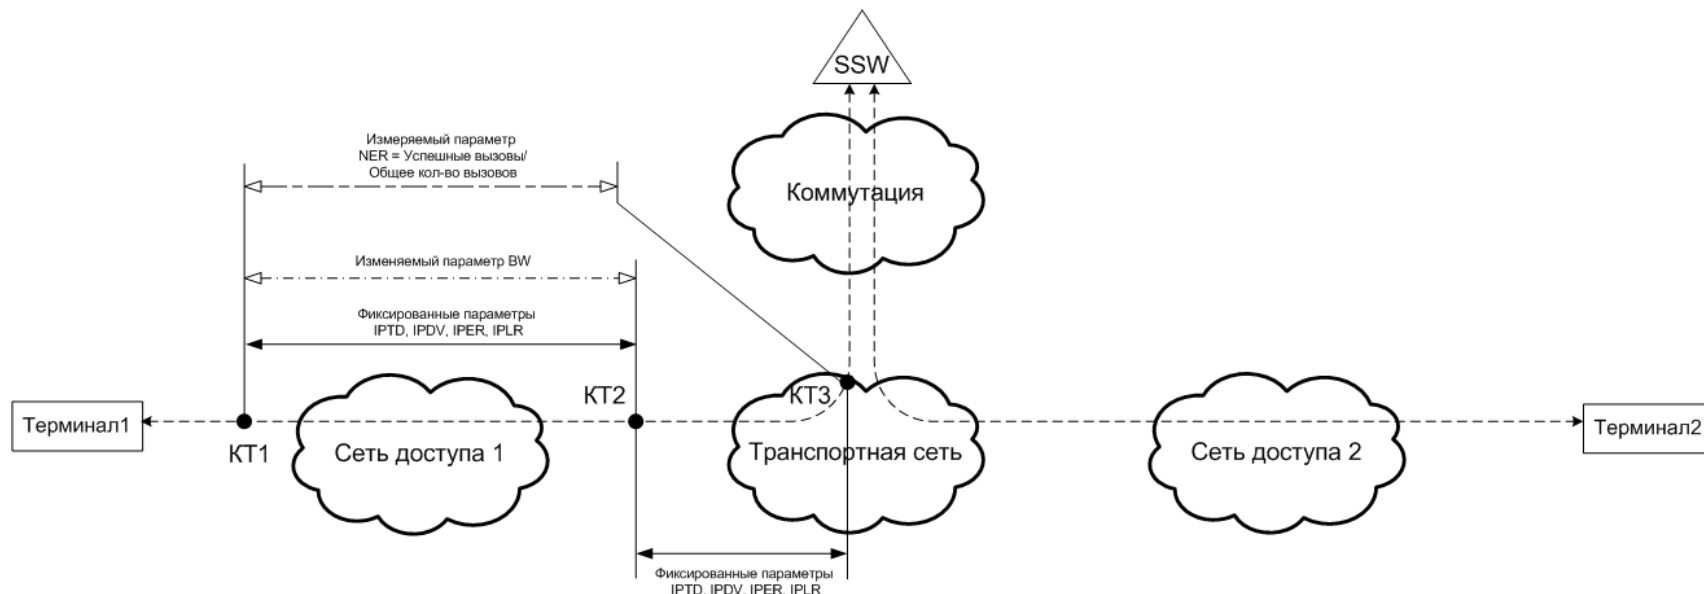 SSW
Измеряемый параметр
NER = Успешные вызовы/
Общее кол-во вызовов
Коммутация
Изменяемый параметр BW
Фиксированные параметры
IPTD, IPDV, IPER, IPLR
КТ2
КТ3
Терминал1
КТ1
Сеть доступа 1
Транспортная сеть
Сеть доступа 2
Терминал2
Фиксированные параметры
IPTD, IPDV, IPER, IPLR